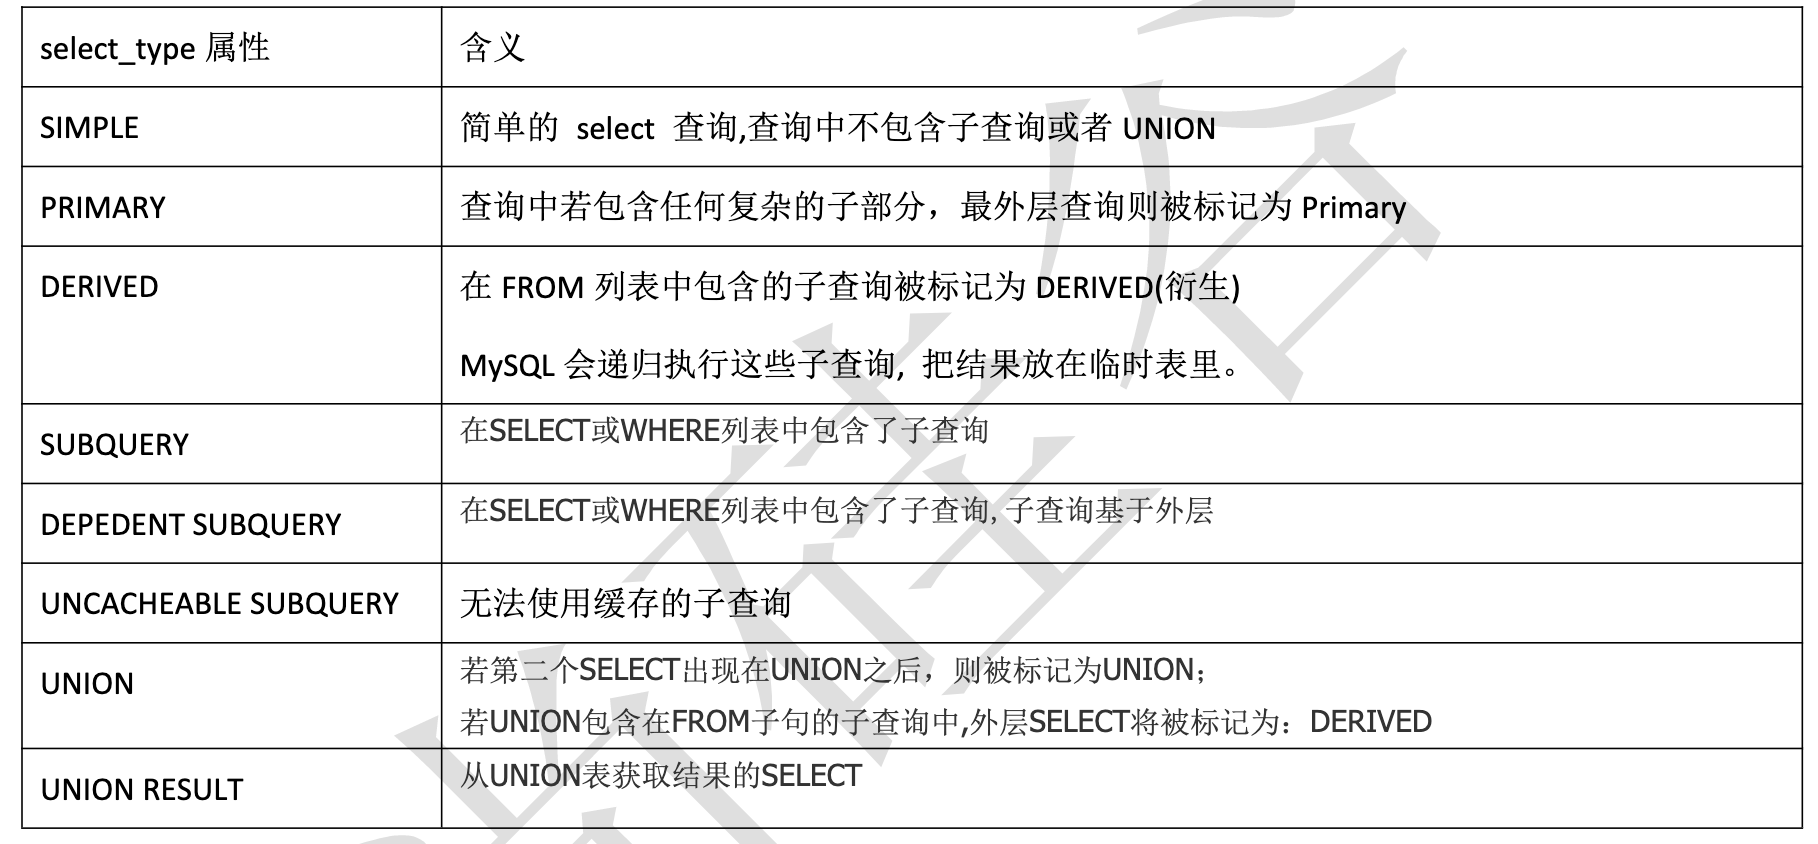 select_type 属性 含义
SIMPLE 简单的 select 查询,查询中不包含子查询或者 UNION
PRIMARY 查询中若包含任何复杂的子部分，最外层查询则被标记为 Primary
DERIVED 在 FROM 列表中包含的子查询被标记为 DERIVED(衍生)
MySQL 会递归执行这些子查询, 把结果放在临时表里。
SUBQUERY 在SELECT或WHERE列表中包含了子查询
DEPEDENT SUBQUERY 在SELECT或WHERE列表中包含了子查询,子查询基于外层
UNCACHEABLE SUBQUERY 无法使用缓存的子查询
UNION 若第二个SELECT出现在UNION之后，则被标记为UNION；
若UNION包含在FROM子句的子查询中,外层SELECT将被标记为：DERIVED
UNION RESULT 从UNION表获取结果的SELECT